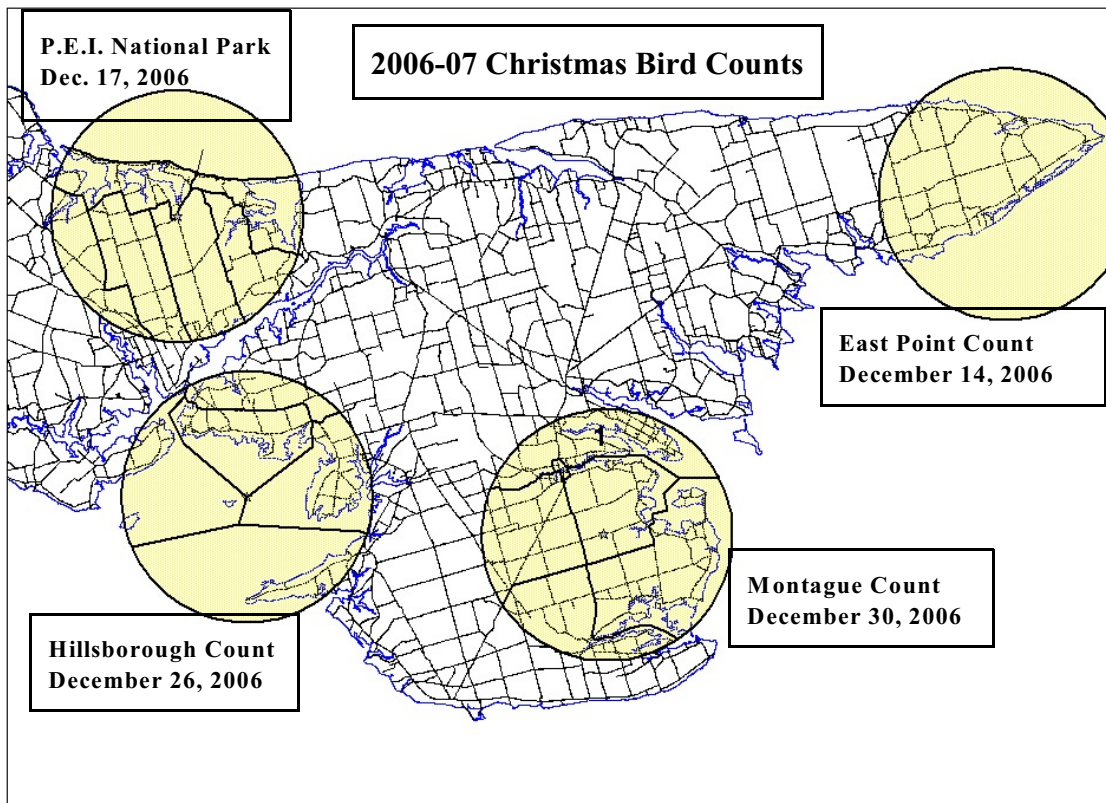 P.E.I. National Park
Dec. 17, 2006
2006-07 Christmas Bird Counts
East Point Count
December 14, 2006
1
Montague Count
December 30, 2006
Hillsborough Count
December 26, 2006